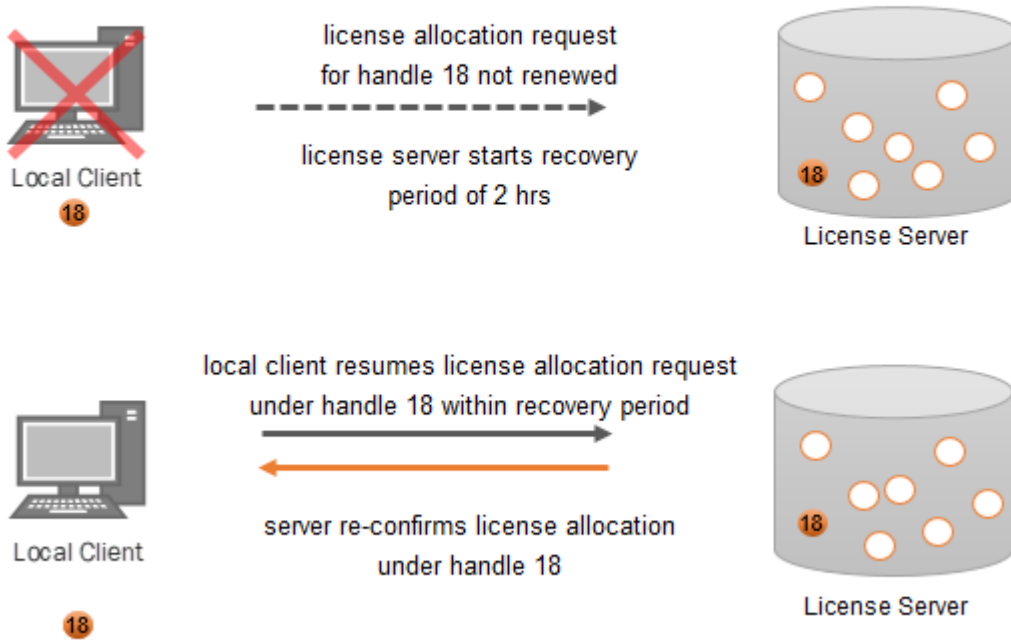 license allocation request
for handle 18 not renewed
license server starts recovery
period of 2 hrs
Local Client
18
18
License Server
local client resumes license allocation request
under handle 18 within recovery period
server re-confirms license allocation
under handle 18
Local Client
18
18
License Server